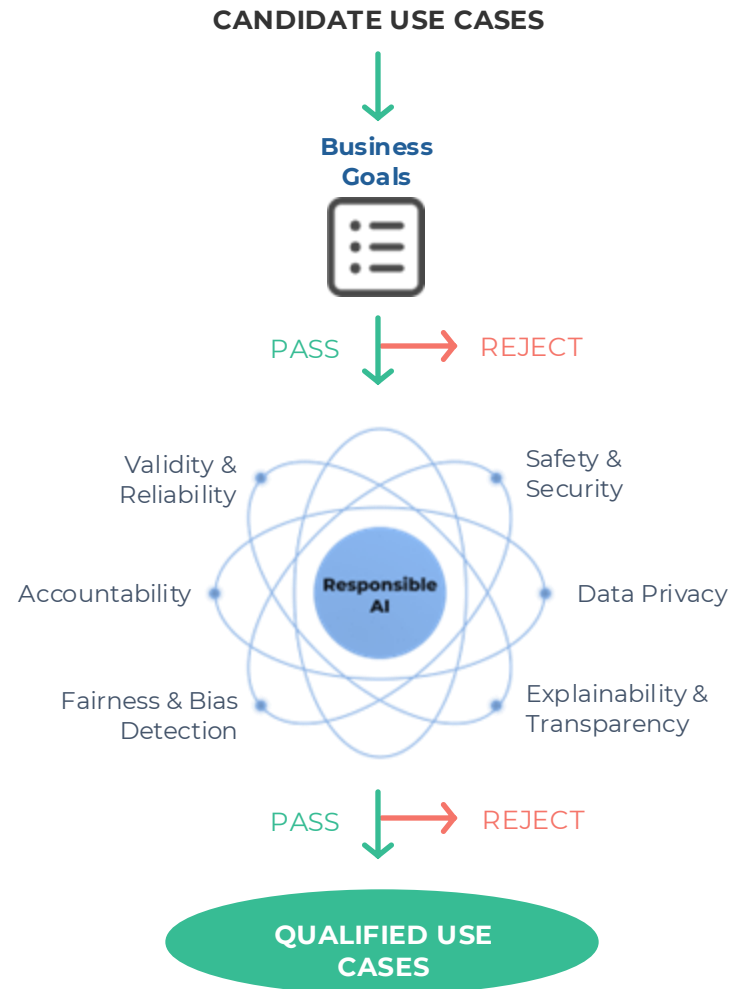 CANDIDATE USE CASES
Business
Goals
PASS
REJECT
Validity &
Reliability
Safety &
Security
Accountability
Responsible
AI
Data Privacy
Fairness & Bias
Detection
Explainability &
Transparency
PASS
REJECT
QUALIFIED USE
CASES